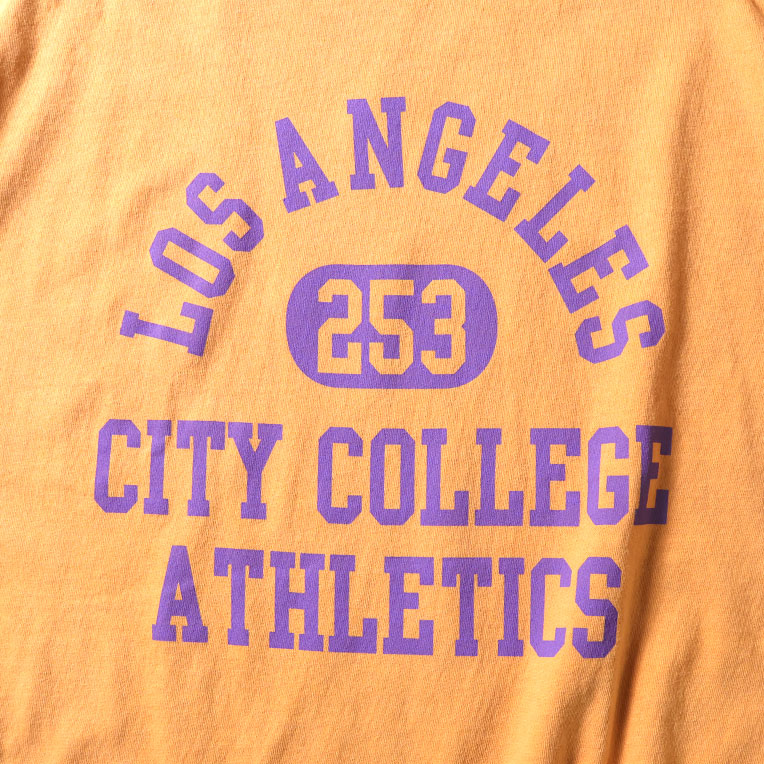 LOS ANGELES
253
CITY COLLEGE
ATHLETICS